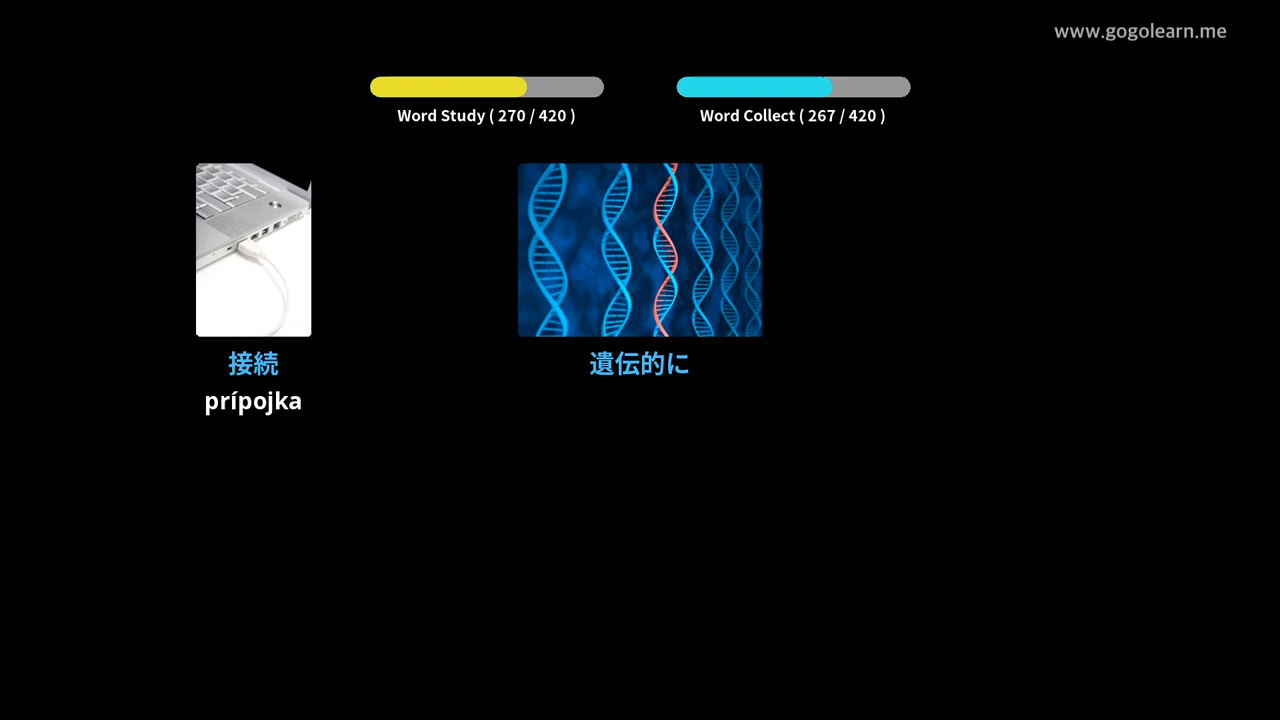 www.gogolearn.me
Word Study ( 270 / 420 )
Word Collect ( 267 / 420 )
接続
prípojka
遺伝的に